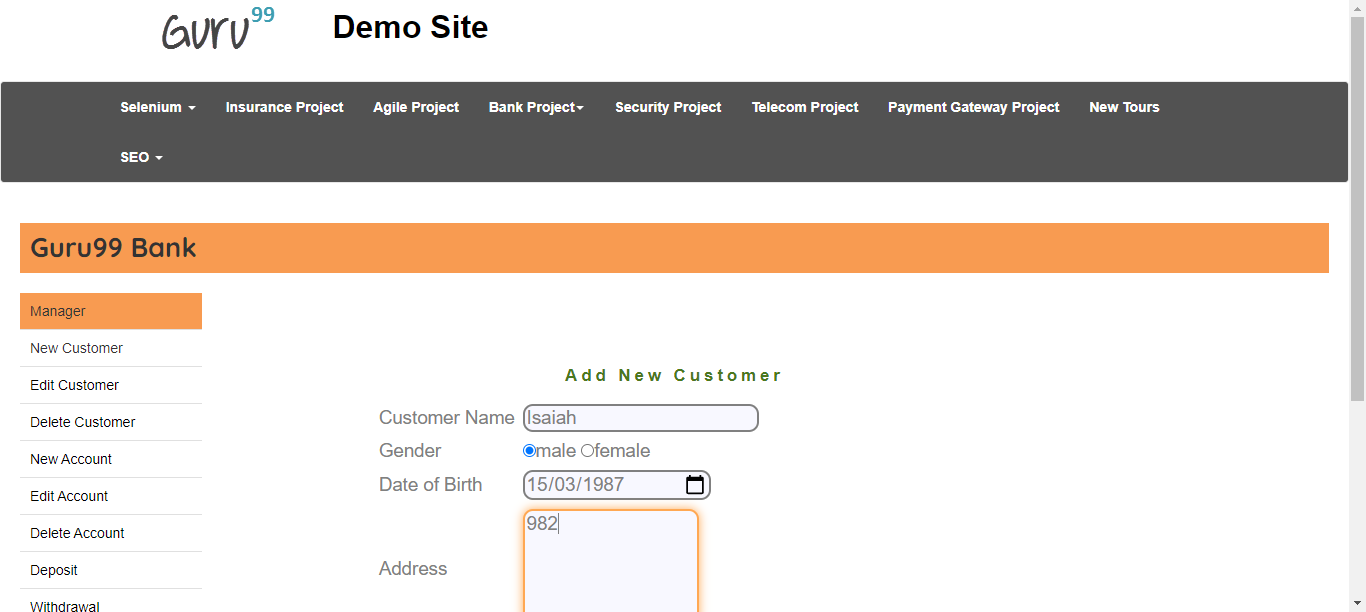 Guru99 Demo Site
Selenium Insurance Project Agile Project Bank Project Security Project Telecom Project Payment Gateway Project New Tours
SEO
Guru99 Bank
Manager
New Customer
Edit Customer
Delete Customer
New Account
Edit Account
Delete Account
Deposit
Withdrawal
Add New Customer
Customer Name Isaiah
Gender male female
Date of Birth 15/03/1987
Address 982